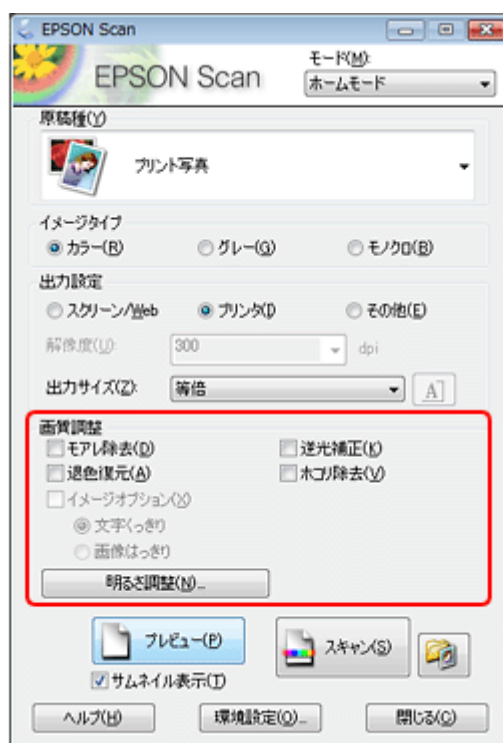 EPSON Scan
EPSON Scan
モード(M):
ホームモード
原稿種(Y)
プリント写真
イメージタイプ
カラー(R) グレー(G) モノクロ(B)
出力設定
スクリーン/Web プリンタ(I) その他(E)
解像度(U): 300 dpi
出力サイズ(Z): 等倍 A
画質調整
モアレ除去(D) 逆光補正(K)
退色復元(A) ホコリ除去(V)
イメージオプション(X)
文字くっきり
画像はっきり
明るさ調整(N)...
プレビュー(P) スキャン(S)
サムネイル表示(T)
ヘルプ(H) 環境設定(O)... 閉じる(C)